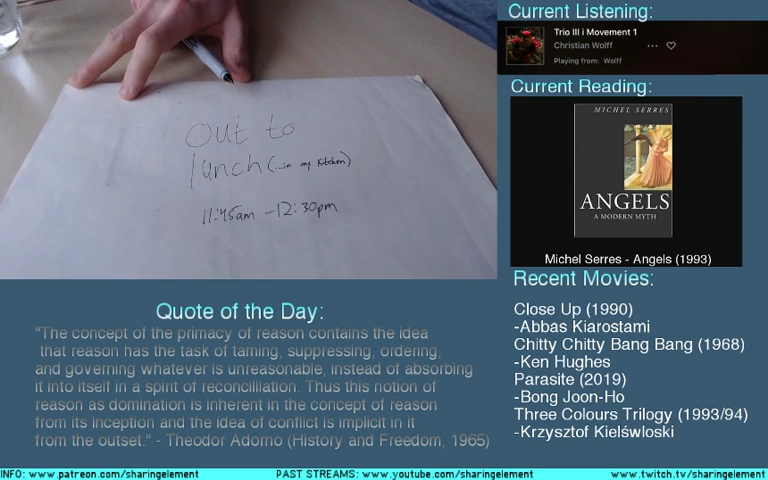 Out to
lunch (...in my kitchen)
11:45am - 12:30pm
Current Listening:
Trio III i Movement 1
Christian Wolff
Playing from: Wolff
Current Reading:
MICHEL SERRES
ANGELS
A MODERN MYTH
Michel Serres - Angels (1993)
Recent Movies:
Close Up (1990)
-Abbas Kiarostami
Chitty Chitty Bang Bang (1968)
-Ken Hughes
Parasite (2019)
-Bong Joon-Ho
Three Colours Trilogy (1993/94)
-Krzysztof Kielśwloski
Quote of the Day:
"The concept of the primacy of reason contains the idea
that reason has the task of taming, suppressing, ordering,
and governing whatever is unreasonable, instead of absorbing
it into itself in a spirit of reconcilliation. Thus this notion of
reason as domination is inherent in the concept of reason
from its inception and the idea of conflict is implicit in it
from the outset." - Theodor Adorno (History and Freedom, 1965)
INFO: www.patreon.com/sharingelement
PAST STREAMS: www.youtube.com/sharingelement
www.twitch.tv/sharingelement